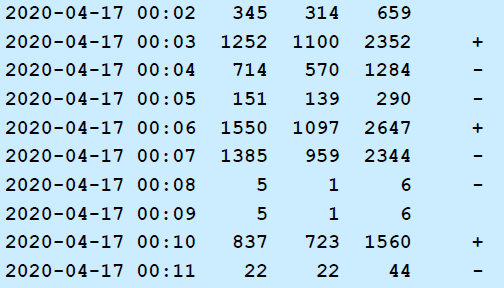 2020-04-17 00:02 345 314 659
2020-04-17 00:03 1252 1100 2352 +
2020-04-17 00:04 714 570 1284 -
2020-04-17 00:05 151 139 290 -
2020-04-17 00:06 1550 1097 2647 +
2020-04-17 00:07 1385 959 2344 -
2020-04-17 00:08 5 1 6 -
2020-04-17 00:09 5 1 6
2020-04-17 00:10 837 723 1560 +
2020-04-17 00:11 22 22 44 -